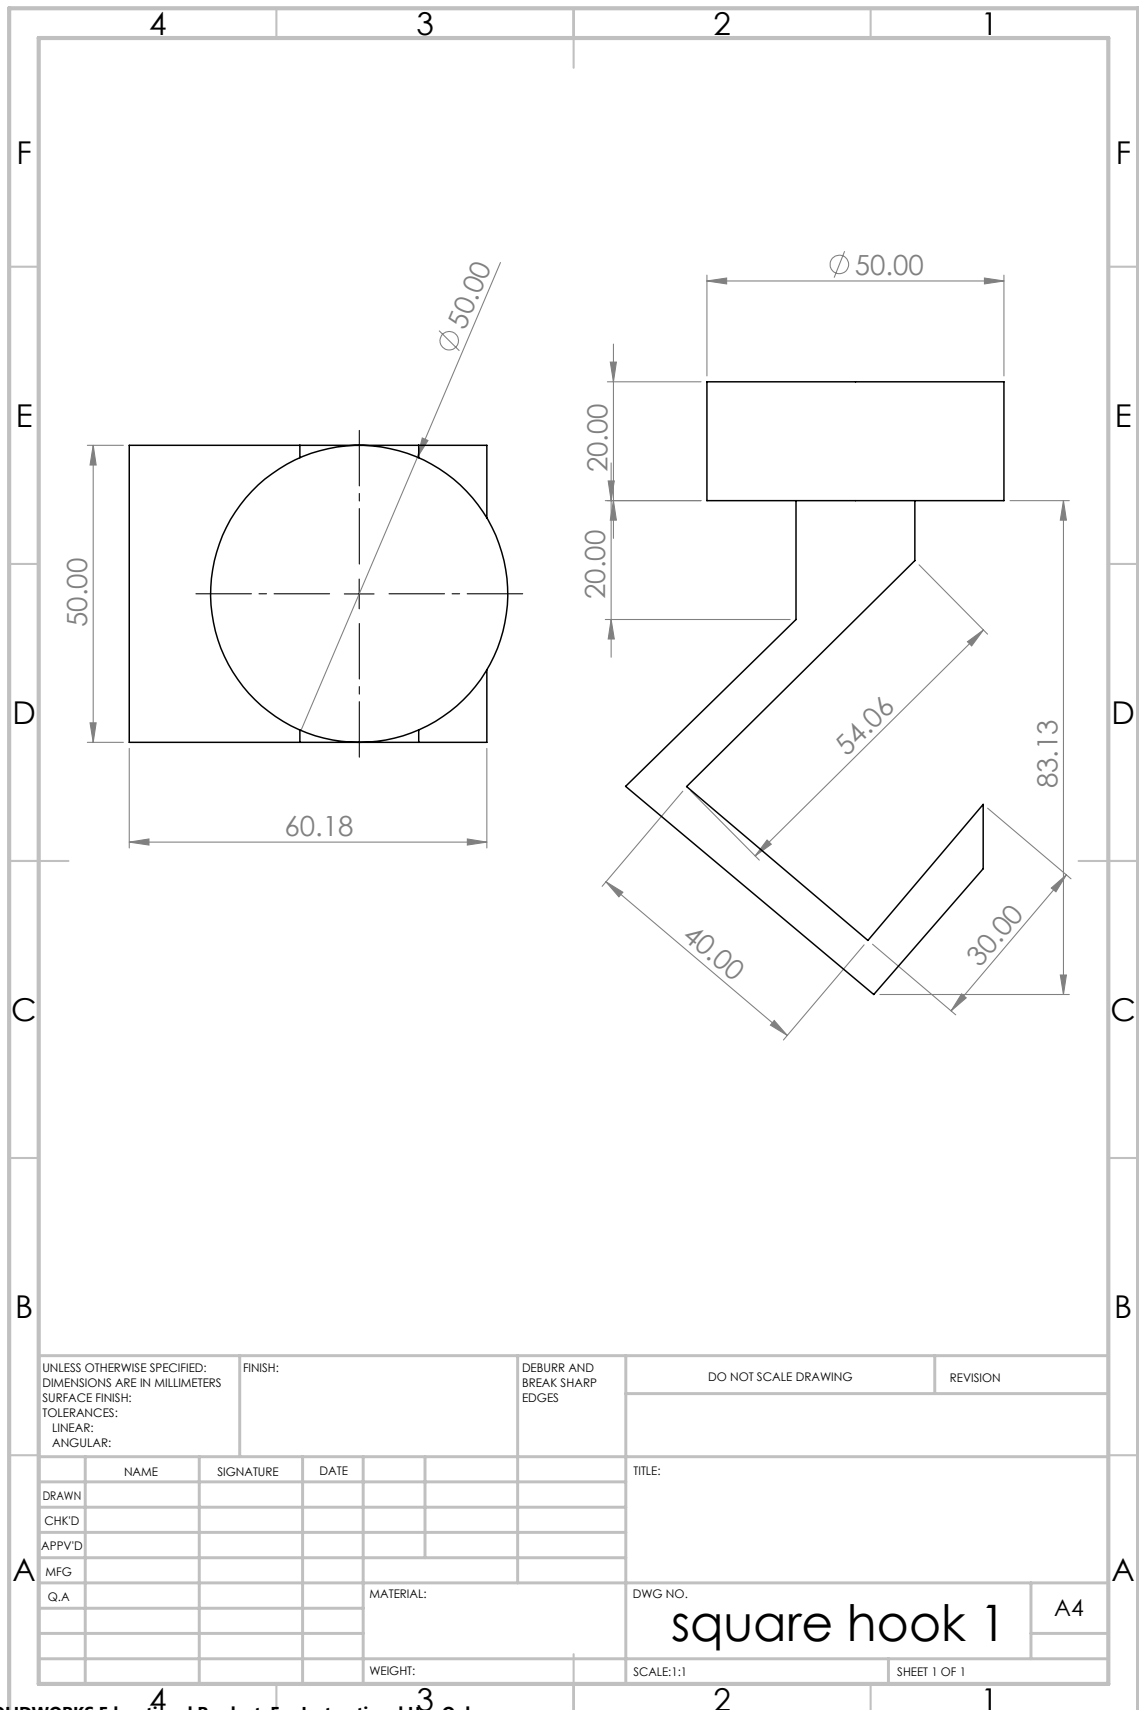 4 3 2 1
F F
⌀ 50.00
⌀ 50.00
E E
20.00
20.00
50.00
D D
54.06
83.13
60.18
40.00
30.00
C C
B B
UNLESS OTHERWISE SPECIFIED:
DIMENSIONS ARE IN MILLIMETERS
SURFACE FINISH:
TOLERANCES:
LINEAR:
ANGULAR:
FINISH:
DEBURR AND
BREAK SHARP
EDGES
DO NOT SCALE DRAWING
REVISION
NAME SIGNATURE DATE
TITLE:
DRAWN
CHK'D
APPV'D
A A
MFG
Q.A
MATERIAL:
DWG NO.
square hook 1
A4
WEIGHT:
SCALE:1:1
SHEET 1 OF 1
4 3 2 1